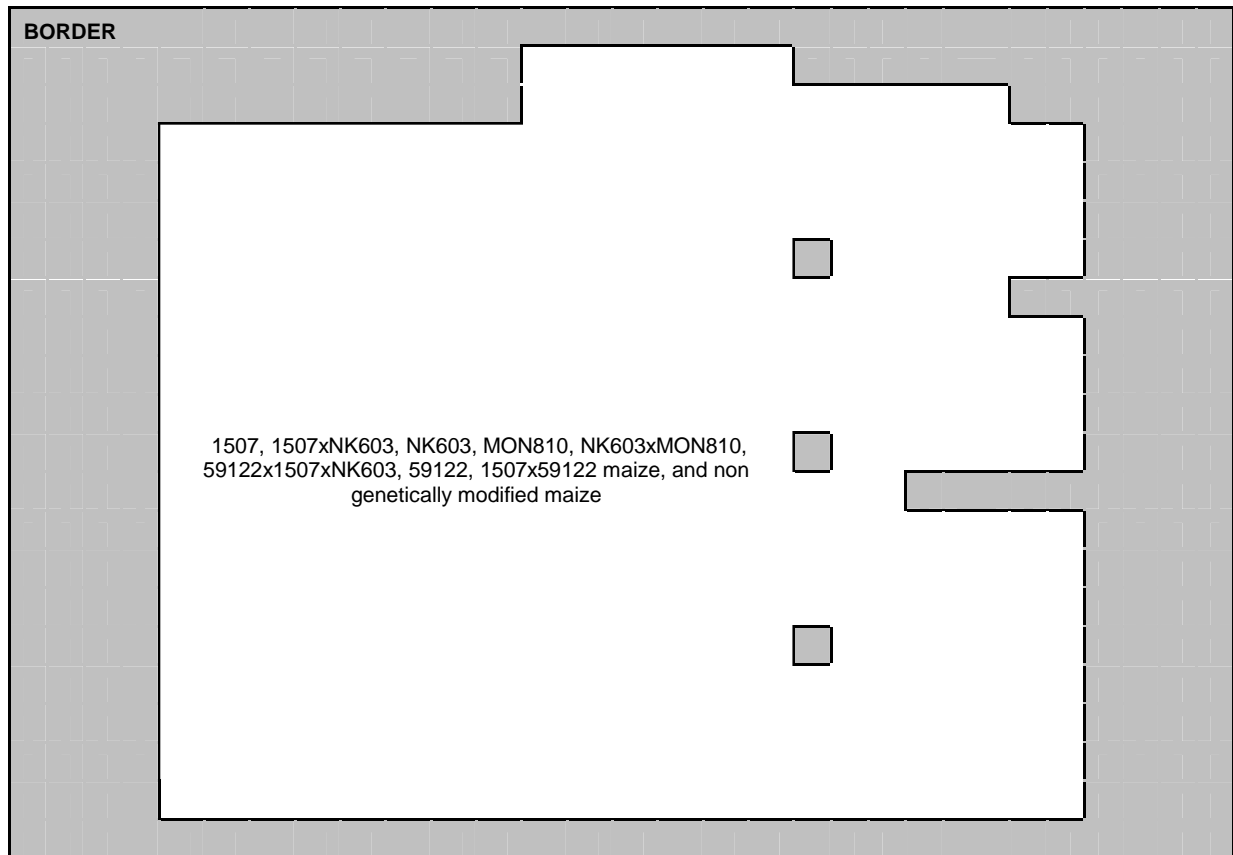 BORDER
1507, 1507xNK603, NK603, MON810, NK603xMON810,
59122x1507xNK603, 59122, 1507x59122 maize, and non
genetically modified maize